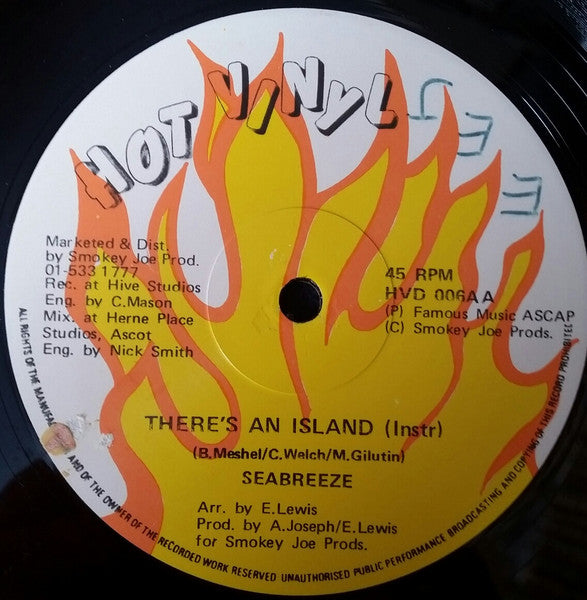 HOT VINYL
JEFF
Marketed & Dist.
by Smokey Joe Prod.
01-533 1777
Rec. at Hive Studios
Eng. by C.Mason
Mix. at Herne Place
Studios, Ascot
Eng. by Nick Smith
45 RPM
HVD 006AA
(P) Famous Music ASCAP
(C) Smokey Joe Prods.
THERE'S AN ISLAND (Instr)
(B.Meshel/C.Welch/M.Gilutin)
SEABREEZE
Arr. by E.Lewis
Prod. by A.Joseph/E.Lewis
for Smokey Joe Prods.
ALL RIGHTS OF THE MANUFAC AND OF THE OWNER OF THE RECORDED WORK RESERVED UNAUTHORISED PUBLIC PERFORMANCE BROADCASTING AND COPYING OF THIS RECORD PROHIBITED